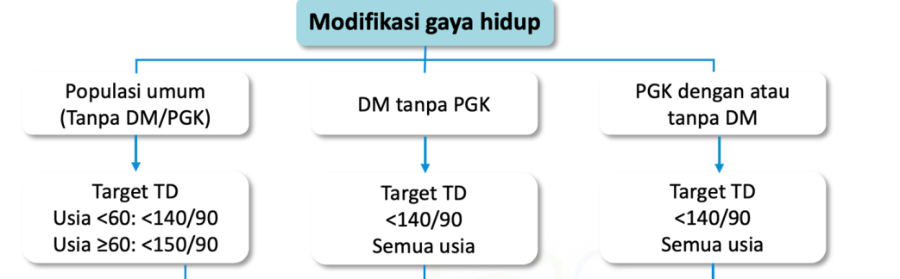 Modifikasi gaya hidup
Populasi umum
(Tanpa DM/PGK)
DM tanpa PGK
PGK dengan atau
tanpa DM
Target TD
Usia <60: <140/90
Usia ≥60: <150/90
Target TD
<140/90
Semua usia
Target TD
<140/90
Semua usia